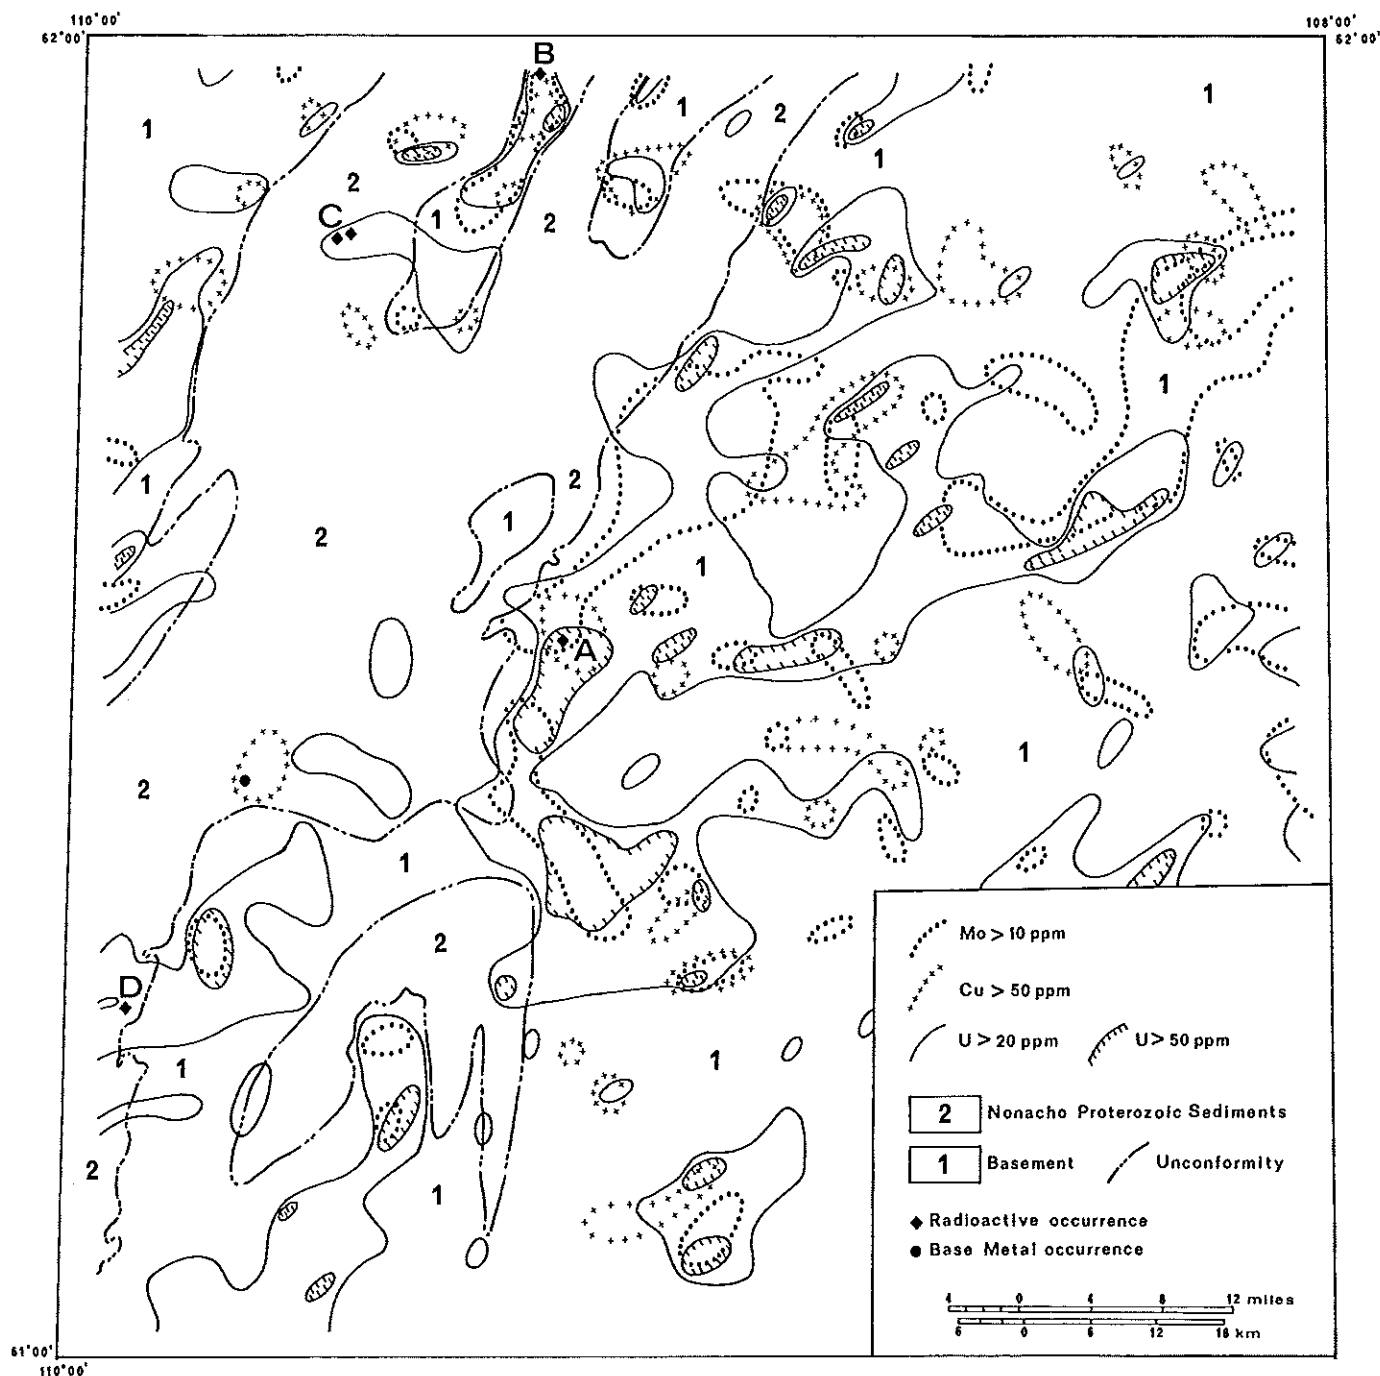 110°00'
108°00'
62°00'
62°00'
B
1
2
1
1
1
2
C
1
2
1
1
2
1
2
1
1
A
2
1
1
2
D
1
1
2
1
Mo > 10 ppm
Cu > 50 ppm
U > 20 ppm
U > 50 ppm
2 Nonacho Proterozoic Sediments
1 Basement
Unconformity
Radioactive occurrence
Base Metal occurrence
4 0 4 8 12 miles
6 0 6 12 18 km
61°00'
110°00'